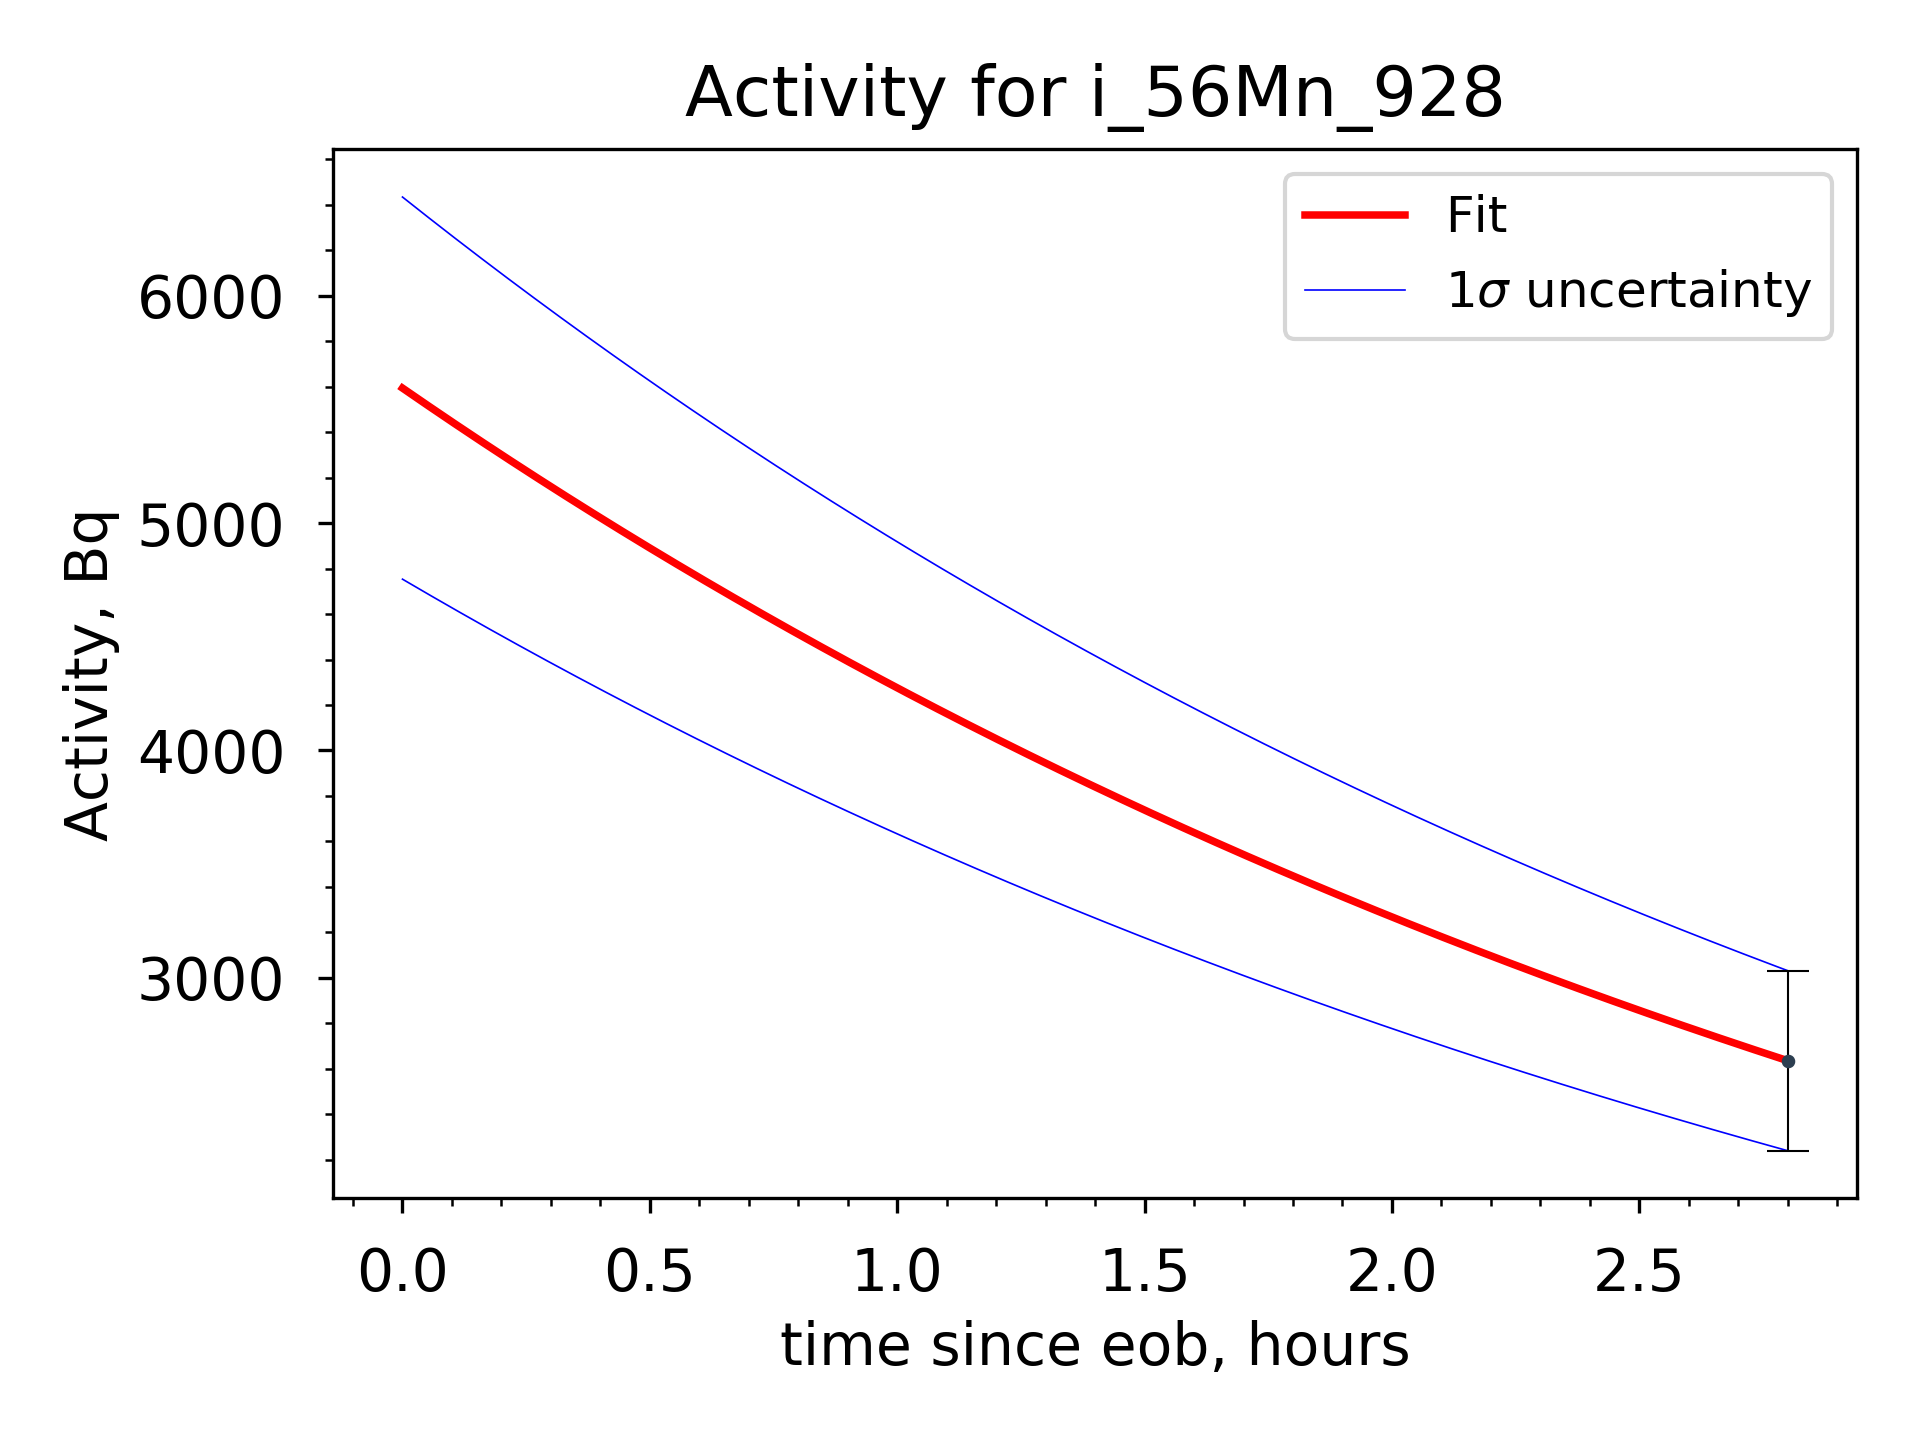 Activity for i_56Mn_928
Fit
1σ uncertainty
6000
5000
4000
3000
Activity, Bq
0.0 0.5 1.0 1.5 2.0 2.5
time since eob, hours